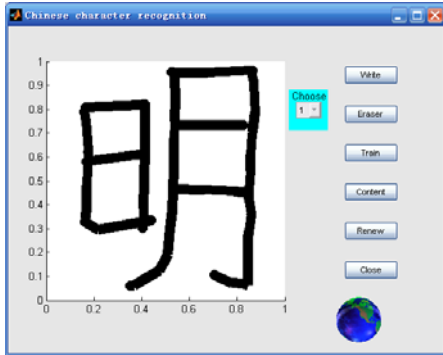 Chinese character recognition
明
Choose
1
Write
Eraser
Train
Content
Renew
Close
1
0.9
0.8
0.7
0.6
0.5
0.4
0.3
0.2
0.1
0
0 0.2 0.4 0.6 0.8 1